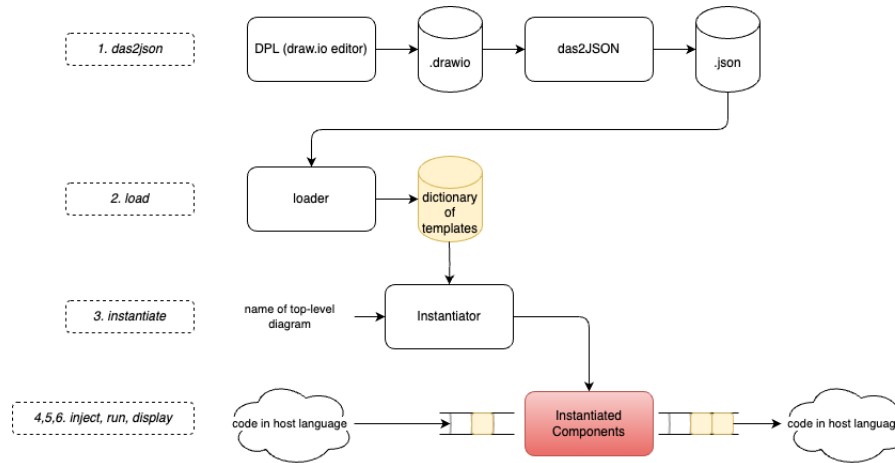 1. das2json
DPL (draw.io editor)
.drawio
das2JSON
.json
2. load
loader
dictionary
of
templates
3. instantiate
name of top-level
diagram
Instantiator
4,5,6. inject, run, display
code in host language
Instantiated
Components
code in host language